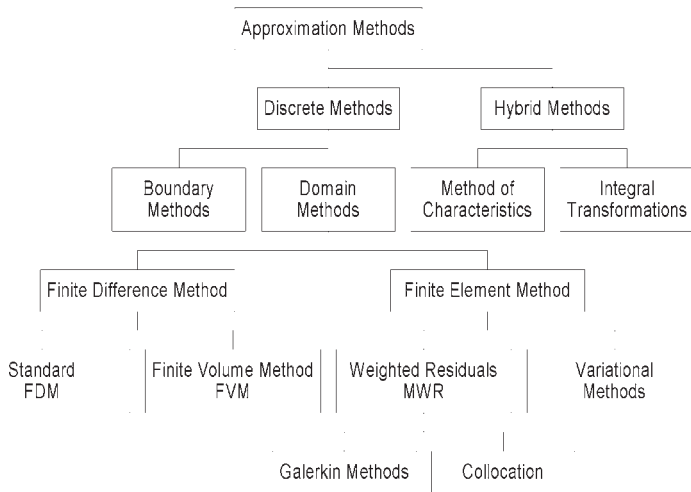 Approximation Methods
Discrete Methods
Hybrid Methods
Boundary
Methods
Domain
Methods
Method of
Characteristics
Integral
Transformations
Finite Difference Method
Finite Element Method
Standard
FDM
Finite Volume Method
FVM
Weighted Residuals
MWR
Variational
Methods
Galerkin Methods
Collocation